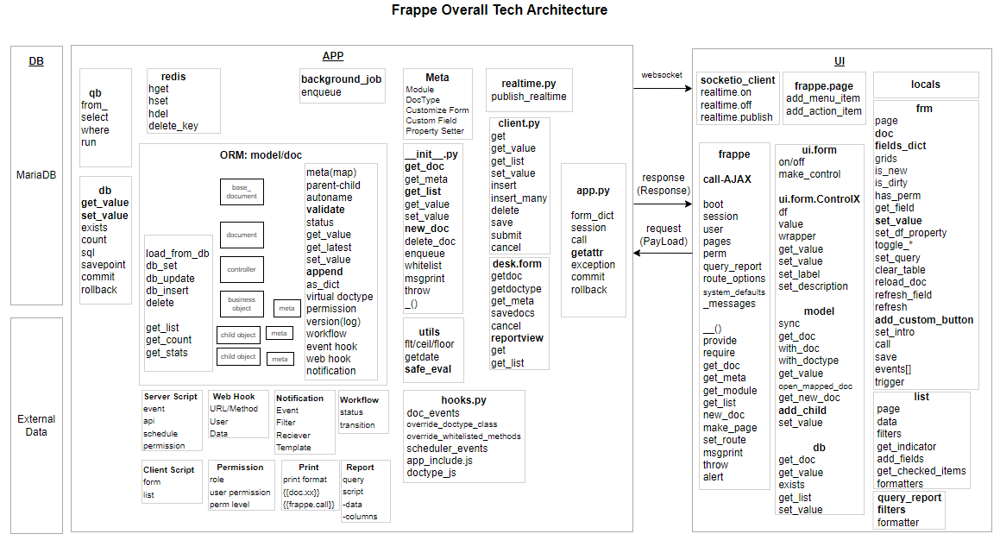 Frappe Overall Tech Architecture
DB
MariaDB
External
Data
APP
qb
from_
select
where
run
db
get_value
set_value
exists
count
sql
savepoint
commit
rollback
redis
hget
hset
hdel
delete_key
background_job
enqueue
Meta
Module
DocType
Customize Form
Custom Field
Property Setter
realtime.py
publish_realtime
ORM: model/doc
load_from_db
db_set
db_update
db_insert
delete
get_list
get_count
get_stats
base_
document
document
controller
business
object
meta
child object
meta
child object
meta
meta(map)
parent-child
autoname
validate
status
get_value
get_latest
set_value
append
as_dict
virtual doctype
permission
version(log)
workflow
event hook
web hook
notification
__init__.py
get_doc
get_meta
get_list
get_value
set_value
new_doc
delete_doc
enqueue
whitelist
msgprint
throw
_()
utils
flt/ceil/floor
getdate
safe_eval
client.py
get
get_value
get_list
set_value
insert
insert_many
delete
save
submit
cancel
desk.form
getdoc
getdoctype
get_meta
savedocs
cancel
reportview
get
get_list
app.py
form_dict
session
call
getattr
exception
commit
rollback
Server Script
event
api
schedule
permission
Web Hook
URL/Method
User
Data
Notification
Event
Filter
Reciever
Template
Workflow
status
transition
hooks.py
doc_events
override_doctype_class
override_whitelisted_methods
scheduler_events
app_include.js
doctype_js
Client Script
form
list
Permission
role
user permission
perm level
Print
print format
{{doc.xx}}
{{frappe.call}}
Report
query
script
-data
-columns
websocket
response
(Response)
request
(PayLoad)
UI
socketio_client
realtime.on
realtime.off
realtime.publish
frappe.page
add_menu_item
add_action_item
locals
frappe
call-AJAX
boot
session
user
pages
perm
query_report
route_options
system_defaults
_messages
__()
provide
require
get_doc
get_meta
get_module
get_list
new_doc
make_page
set_route
msgprint
throw
alert
ui.form
on/off
make_control
ui.form.ControlX
df
value
wrapper
get_value
set_value
set_label
set_description
model
sync
get_doc
with_doc
with_doctype
get_value
open_mapped_doc
get_new_doc
add_child
set_value
db
get_doc
get_value
exists
get_list
set_value
frm
page
doc
fields_dict
grids
is_new
is_dirty
has_perm
get_field
set_value
set_df_property
toggle_*
set_query
clear_table
reload_doc
refresh_field
refresh
add_custom_button
set_intro
call
save
events[]
trigger
list
page
data
filters
get_indicator
add_fields
get_checked_items
formatters
query_report
filters
formatter